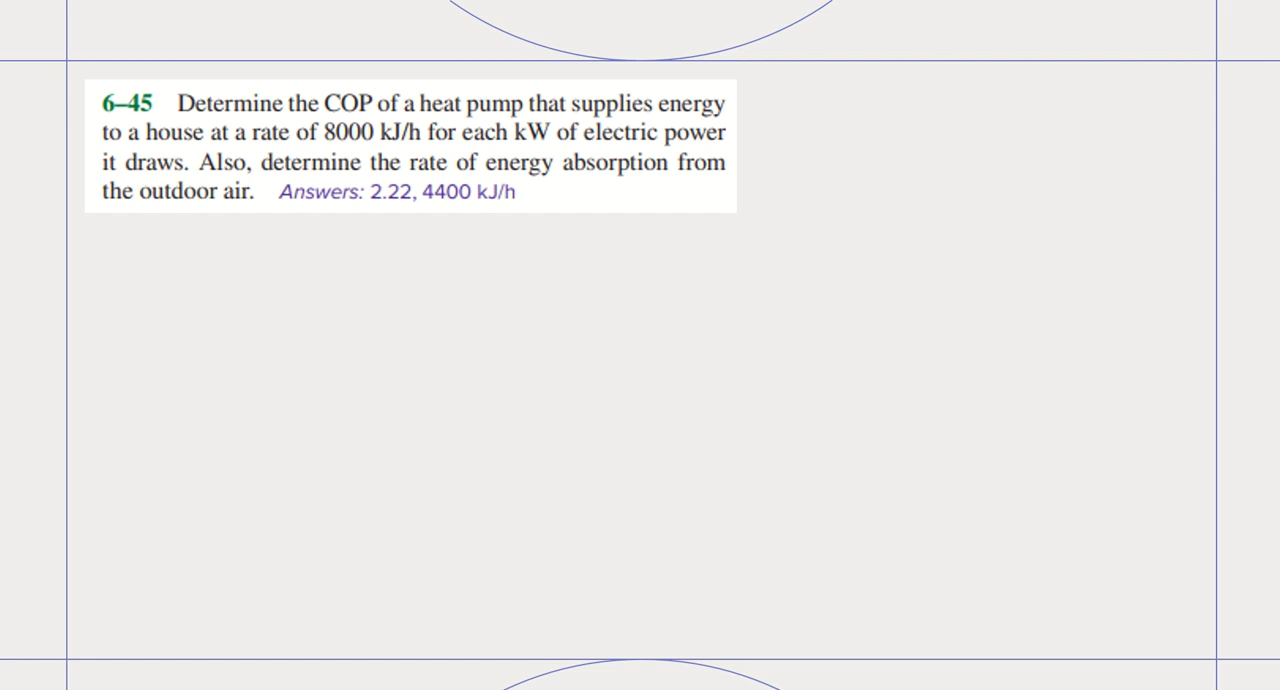 6–45 Determine the COP of a heat pump that supplies energy
to a house at a rate of 8000 kJ/h for each kW of electric power
it draws. Also, determine the rate of energy absorption from
the outdoor air. Answers: 2.22, 4400 kJ/h